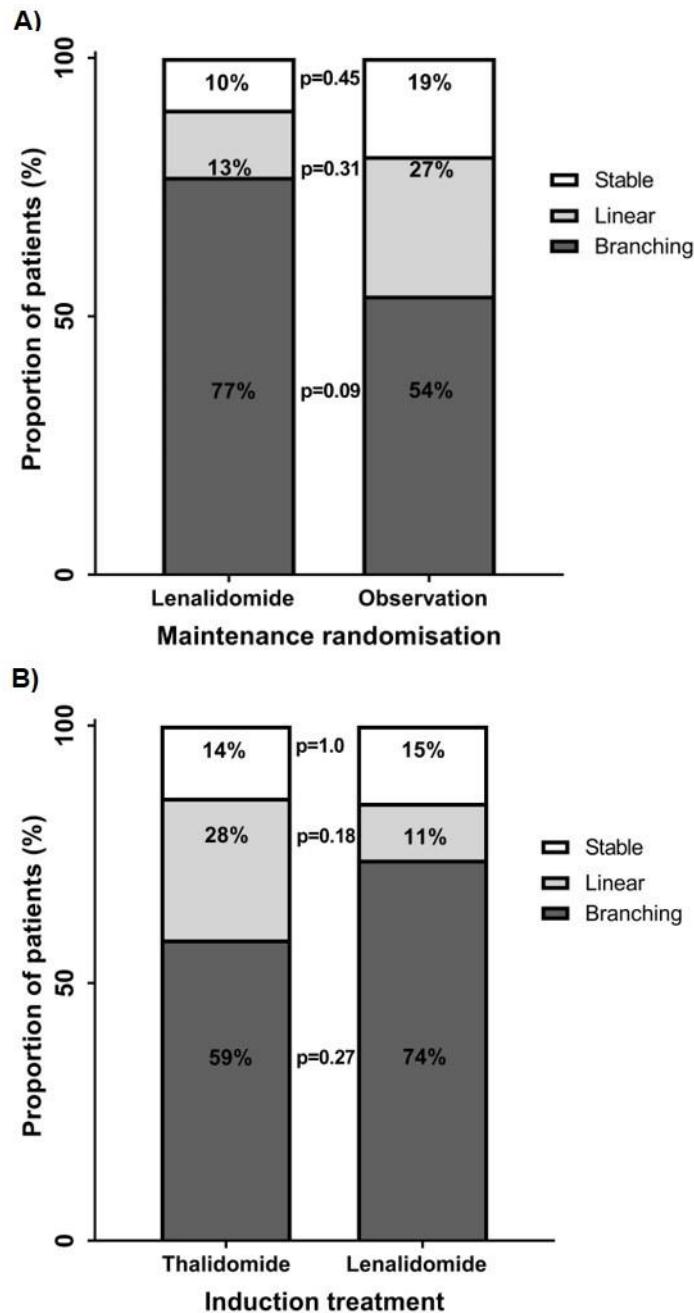 A)
100
10%
p=0.45
19%
13%
p=0.31
27%
Stable
Linear
Branching
Proportion of patients (%)
50
77%
p=0.09
54%
0
Lenalidomide
Observation
Maintenance randomisation
B)
100
14%
p=1.0
15%
28%
p=0.18
11%
Stable
Linear
Branching
Proportion of patients (%)
50
59%
p=0.27
74%
0
Thalidomide
Lenalidomide
Induction treatment